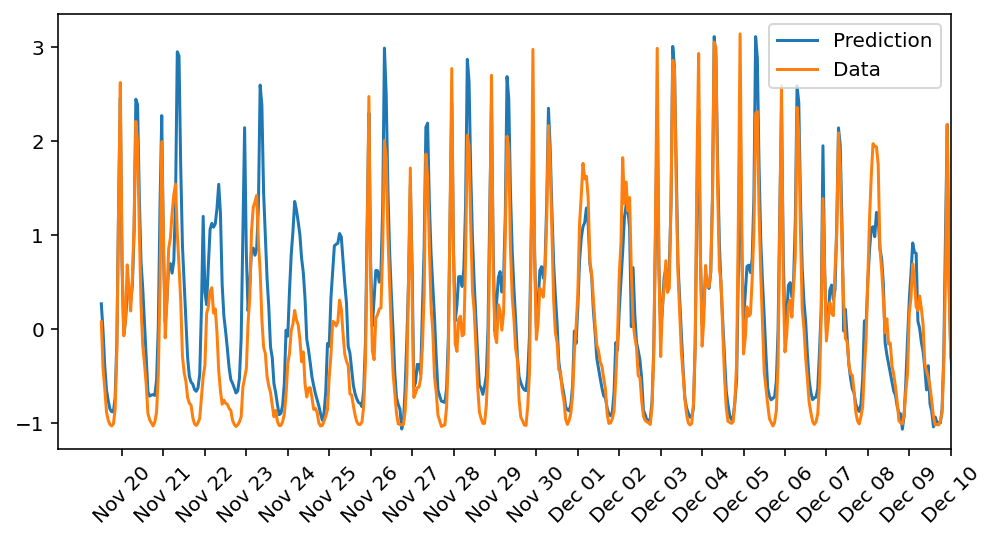 Prediction
Data
3
2
1
0
−1
Nov 20
Nov 21
Nov 22
Nov 23
Nov 24
Nov 25
Nov 26
Nov 27
Nov 28
Nov 29
Nov 30
Dec 01
Dec 02
Dec 03
Dec 04
Dec 05
Dec 06
Dec 07
Dec 08
Dec 09
Dec 10